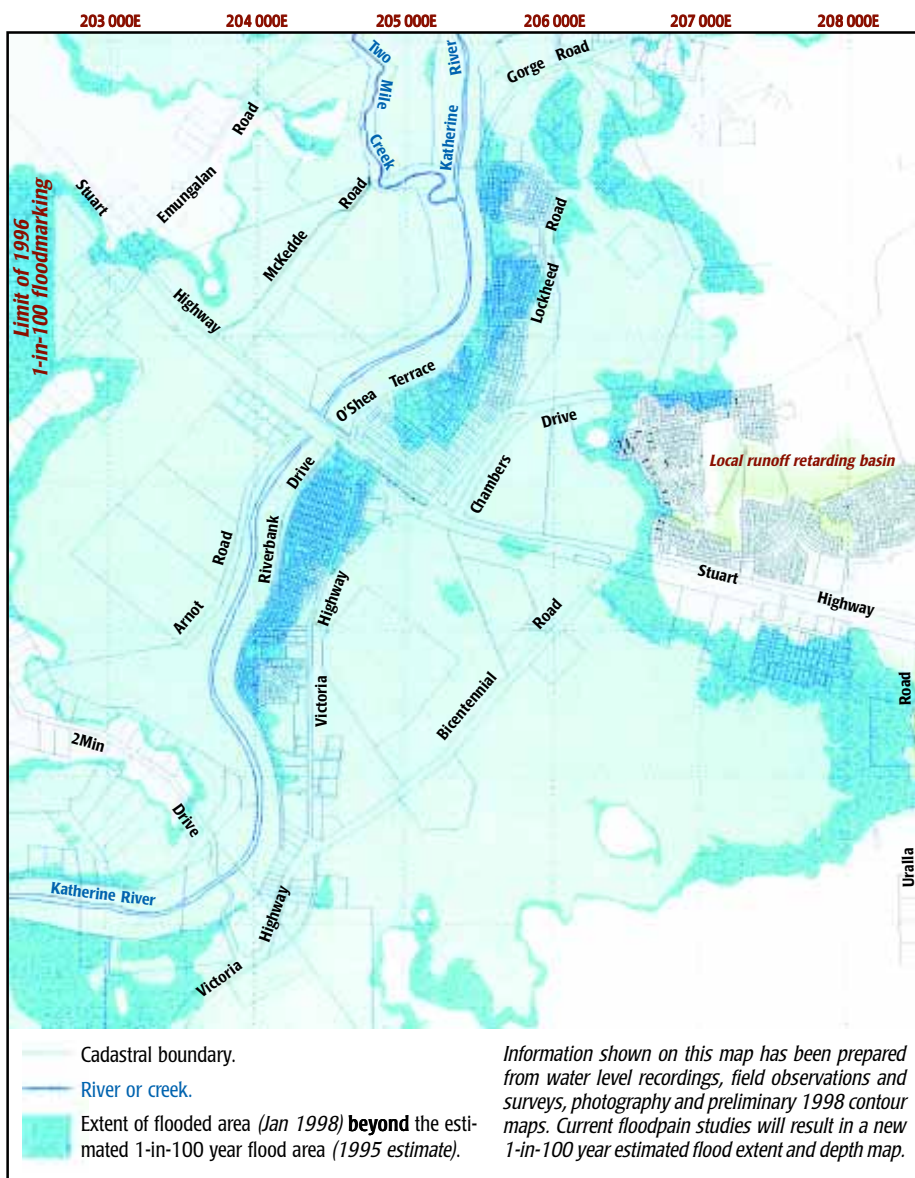 203 000E 204 000E 205 000E 206 000E 207 000E 208 000E
Two
Mile
Creek
Katherine
River
Gorge Road
Stuart
Emungalan
Road
McKedde
Road
Limit of 1996
1-in-100 floodmarking
Highway
Lockheed
Road
O'Shea Terrace
Drive
Chambers
Local runoff retarding basin
Riverbank
Drive
Arnot
Road
Highway
Victoria
Stuart
Highway
Road
Bicentennial
Road
Uralla
2Min
Drive
Katherine River
Victoria
Highway
Cadastral boundary.
River or creek.
Extent of flooded area (Jan 1998) beyond the esti-
mated 1-in-100 year flood area (1995 estimate).
Information shown on this map has been prepared
from water level recordings, field observations and
surveys, photography and preliminary 1998 contour
maps. Current floodpain studies will result in a new
1-in-100 year estimated flood extent and depth map.